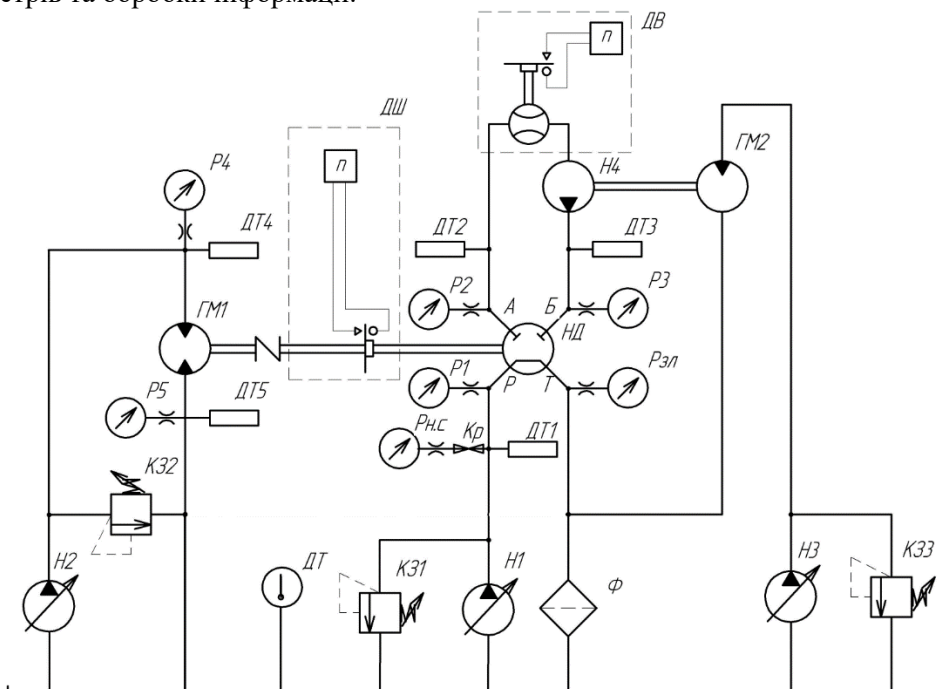 стрів та обробки інформації.
ДВ
п
ДШ
п
Р4
Н4
ГМ2
ДТ4
ДТ2
ДТ3
Р2
А
Б
Р3
ГМ1
НД
Р1
Р
Т
Рзл
Р5
ДТ5
Рн.с
Кр
ДТ1
КЗ2
Н2
ДТ
КЗ1
Н1
Ф
Н3
КЗ3